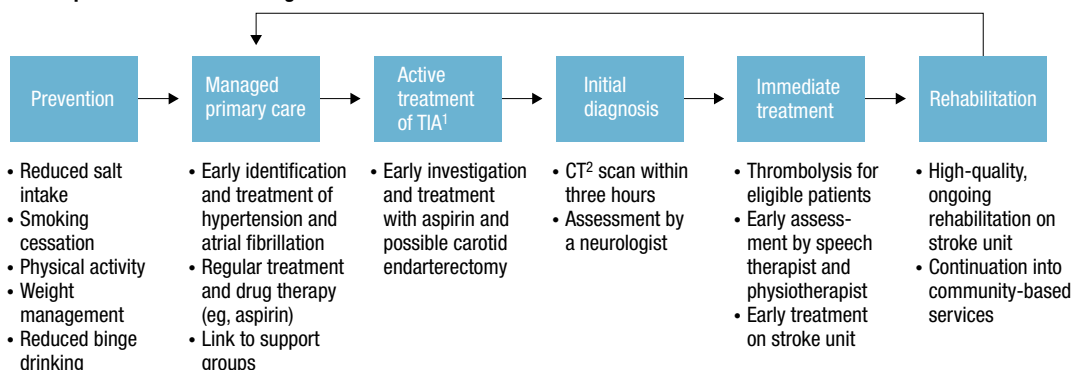 Prevention
Managed
primary care
Active
treatment
of TIA1
Initial
diagnosis
Immediate
treatment
Rehabilitation
• Reduced salt
intake
• Smoking
cessation
• Physical activity
• Weight
management
• Reduced binge
drinking
• Early identification
and treatment of
hypertension and
atrial fibrillation
• Regular treatment
and drug therapy
(eg, aspirin)
• Link to support
groups
• Early investigation
and treatment
with aspirin and
possible carotid
endarterectomy
• CT2 scan within
three hours
• Assessment by
a neurologist
• Thrombolysis for
eligible patients
• Early assess-
ment by speech
therapist and
physiotherapist
• Early treatment
on stroke unit
• High-quality,
ongoing
rehabilitation on
stroke unit
• Continuation into
community-based
services